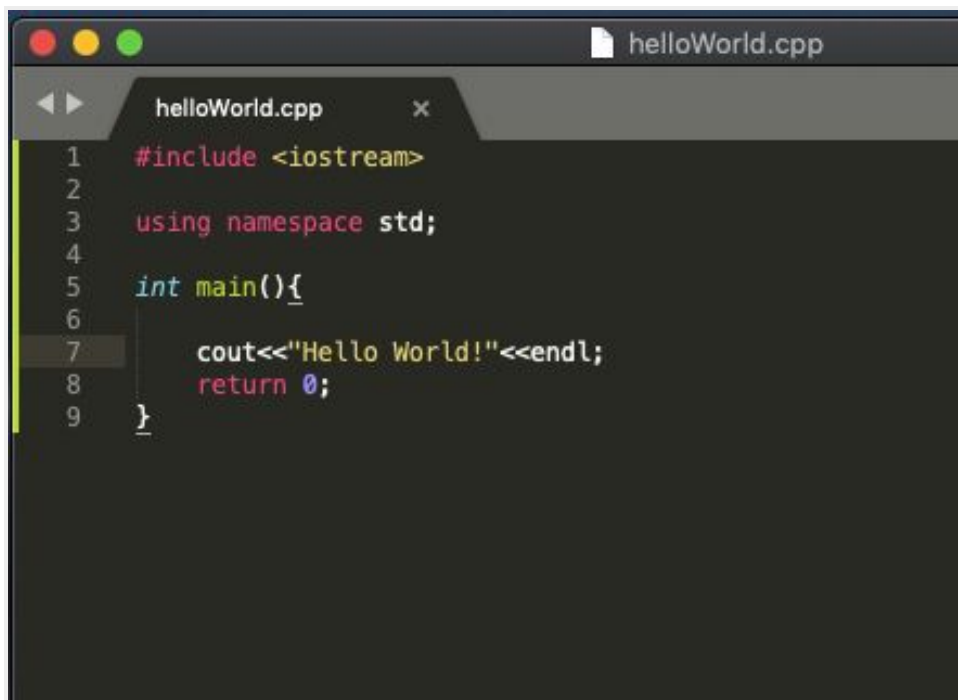 helloWorld.cpp
helloWorld.cpp ×
1 #include <iostream>
2
3 using namespace std;
4
5 int main(){
6
7 cout<<"Hello World!"<<endl;
8 return 0;
9 }